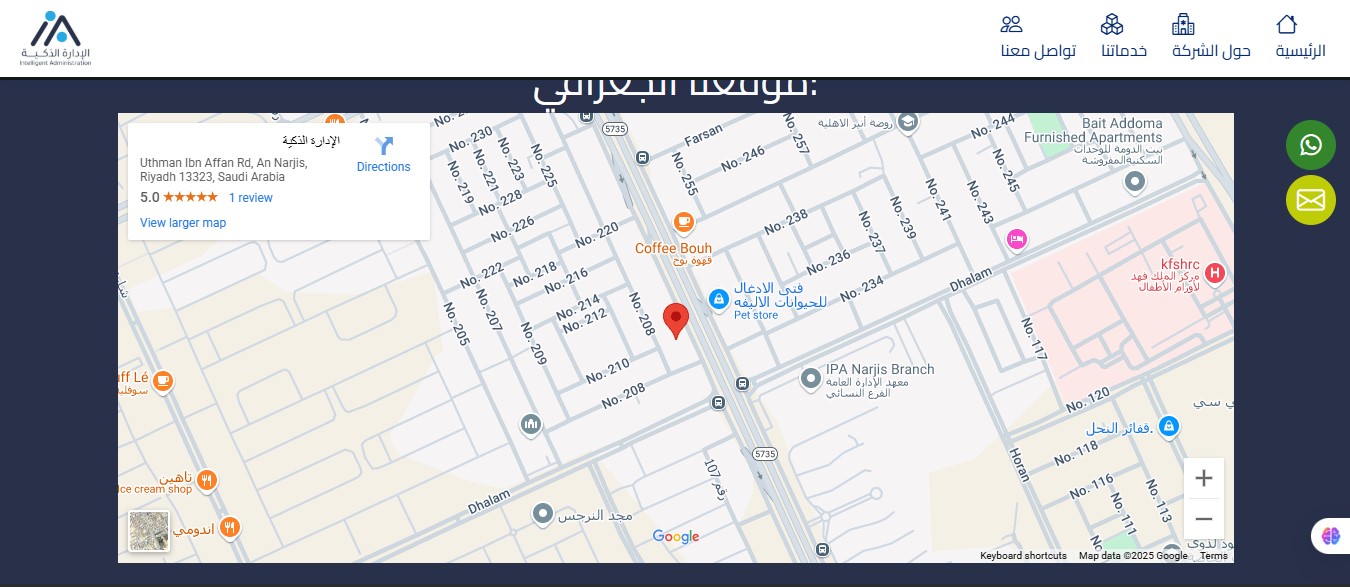 الإدارة الذكية
Intelligent Administration
الرئيسية
حول الشركة
خدماتنا
تواصل معنا
موقعنا الجغرافي:
الإدارة الذكية
Uthman Ibn Affan Rd, An Narjis,
Riyadh 13323, Saudi Arabia
5.0
1 review
View larger map
Directions
5735
No. 230
No. 219
No. 221
No. 223
No. 225
No. 228
No. 226
No. 220
No. 222
No. 218
No. 216
No. 214
No. 212
No. 205
No. 207
No. 209
No. 208
No. 210
No. 208
Farsan
No. 246
No. 255
No. 257
روضة أنير الاهلية
No. 244
No. 245
No. 241
No. 243
No. 239
No. 237
No. 238
No. 236
No. 234
Dhalam
Bait Addoma
Furnished Apartments
بيت الدومة للوحدات
السكنية المفروشة
Coffee Bouh
قهوة بوح
فتى الادغال
للحيوانات الاليفه
Pet store
kfshrc
مركز الملك فهد
لأورام الأطفال
No. 117
IPA Narjis Branch
معهد الإدارة العامة
الفرع النسائي
No. 120
قفائر النحل.
No. 118
No. 116
No. 113
No. 111
Horan
5735
رقم 107
Dhalam
مجد النرجس
uff Lé
تاهين
Ice cream shop
اندومي
Google
Keyboard shortcuts
Map data ©2025 Google
Terms